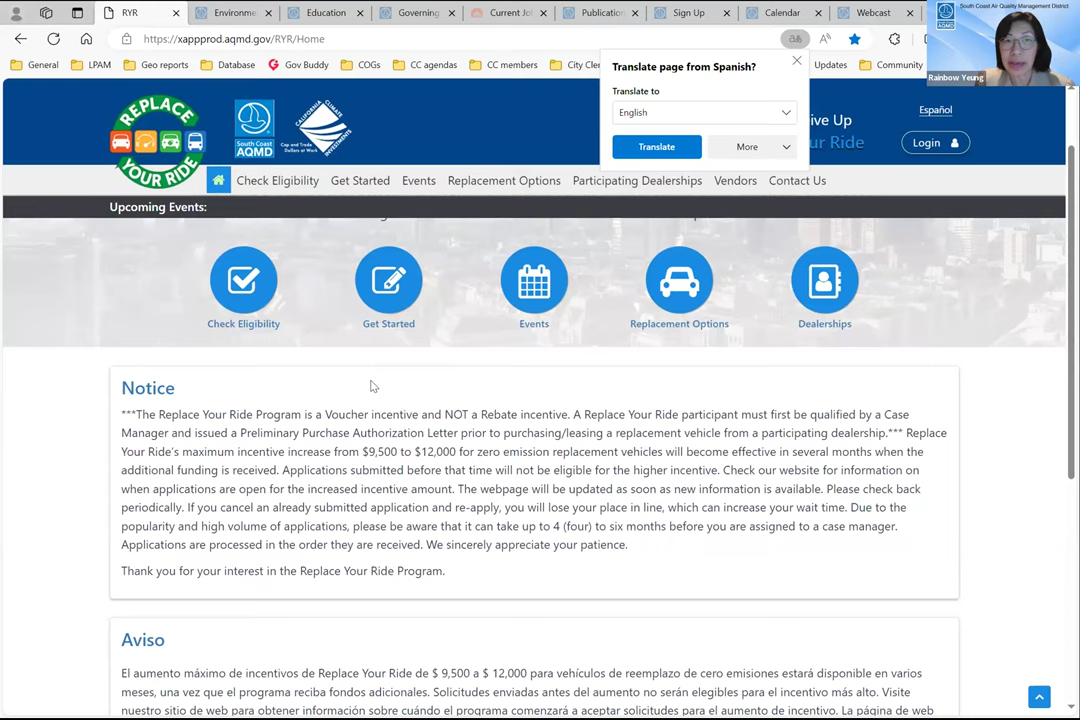 RYR
Environme
Education
Governing
Current Jo
Publication
Sign Up
Calendar
Webcast
South Coast Air Quality Management District
AQMD
Rainbow Yeung
https://xappprod.aqmd.gov/RYR/Home
General
LPAM
Geo reports
Database
Gov Buddy
COGs
CC agendas
CC members
City Cler
Updates
Community
Translate page from Spanish?
Translate to
English
Translate
More
REPLACE
YOUR RIDE
South Coast
AQMD
CALIFORNIA
CLIMATE
INVESTMENTS
Cap and Trade
Dollars at Work
ive Up
ur Ride
Español
Login
Check Eligibility
Get Started
Events
Replacement Options
Participating Dealerships
Vendors
Contact Us
Upcoming Events:
Check Eligibility
Get Started
Events
Replacement Options
Dealerships
Notice
***The Replace Your Ride Program is a Voucher incentive and NOT a Rebate incentive. A Replace Your Ride participant must first be qualified by a Case
Manager and issued a Preliminary Purchase Authorization Letter prior to purchasing/leasing a replacement vehicle from a participating dealership.*** Replace
Your Ride's maximum incentive increase from $9,500 to $12,000 for zero emission replacement vehicles will become effective in several months when the
additional funding is received. Applications submitted before that time will not be eligible for the higher incentive. Check our website for information on
when applications are open for the increased incentive amount. The webpage will be updated as soon as new information is available. Please check back
periodically. If you cancel an already submitted application and re-apply, you will lose your place in line, which can increase your wait time. Due to the
popularity and high volume of applications, please be aware that it can take up to 4 (four) to six months before you are assigned to a case manager.
Applications are processed in the order they are received. We sincerely appreciate your patience.
Thank you for your interest in the Replace Your Ride Program.
Aviso
El aumento máximo de incentivos de Replace Your Ride de $ 9,500 a $ 12,000 para vehículos de reemplazo de cero emisiones estará disponible en varios
meses, una vez que el programa reciba fondos adicionales. Solicitudes enviadas antes del aumento no serán elegibles para el incentivo más alto. Visite
nuestro sitio de web para obtener información sobre cuándo el programa comenzará a aceptar solicitudes para el aumento de incentivo. La página de web